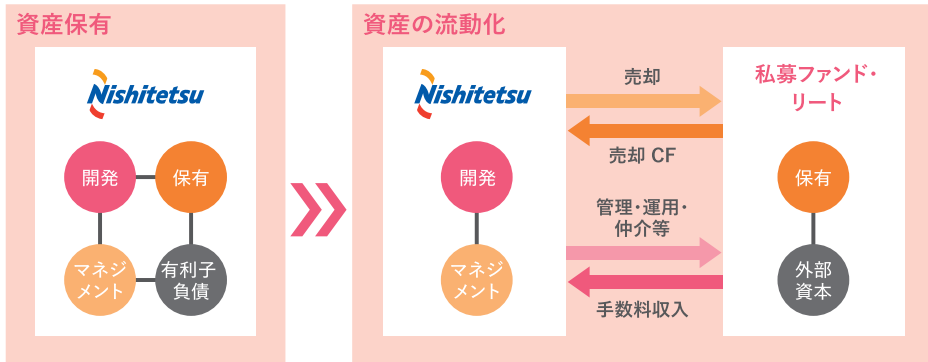 資産保有
Nishitetsu
開発
保有
マネジ
メント
有利子
負債
資産の流動化
Nishitetsu
開発
マネジ
メント
売却
売却 CF
管理・運用・
仲介等
手数料収入
私募ファンド・
リート
保有
外部
資本